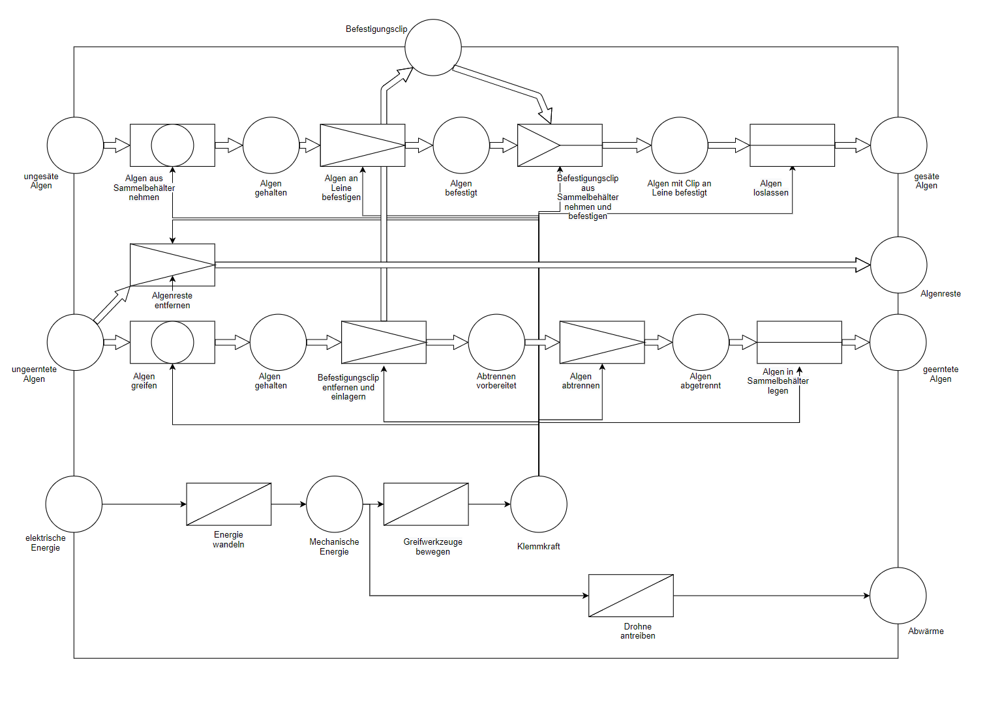 Befestigungsclip
ungesäte
Algen
Algen aus
Sammelbehälter
nehmen
Algen
gehalten
Algen an
Leine
befestigen
Algen
befestigt
Befestigungsclip
aus
Sammelbehälter
nehmen und
befestigen
Algen mit Clip an
Leine befestigt
Algen
loslassen
gesäte
Algen
Algenreste
entfernen
Algenreste
ungeerntete
Algen
Algen
greifen
Algen
gehalten
Befestigungsclip
entfernen und
einlagern
Abtrennen
vorbereitet
Algen
abtrennen
Algen
abgetrennt
Algen in
Sammelbehälter
legen
geerntete
Algen
elektrische
Energie
Energie
wandeln
Mechanische
Energie
Greifwerkzeuge
bewegen
Klemmkraft
Drohne
antreiben
Abwärme